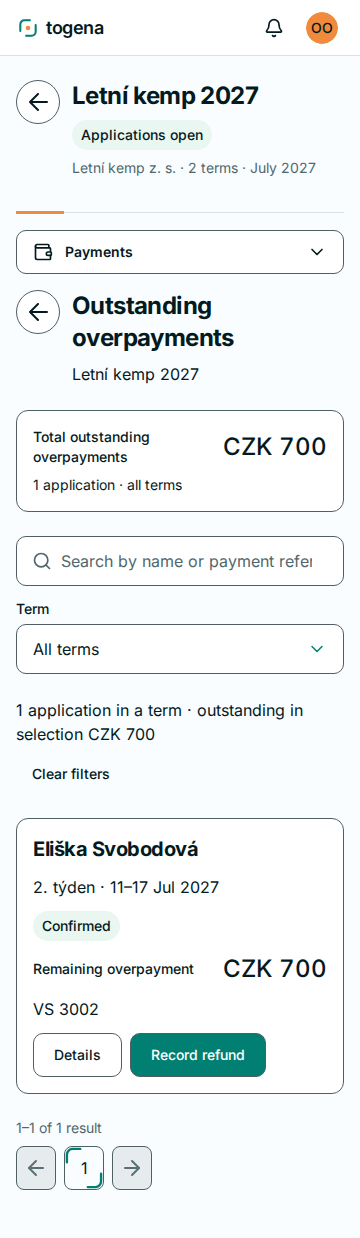 togena
OO
Letní kemp 2027
Applications open
Letní kemp z. s. · 2 terms · July 2027
Payments
Outstanding
overpayments
Letní kemp 2027
Total outstanding
overpayments
CZK 700
1 application · all terms
Search by name or payment refer
Term
All terms
1 application in a term · outstanding in
selection CZK 700
Clear filters
Eliška Svobodová
2. týden · 11–17 Jul 2027
Confirmed
Remaining overpayment
CZK 700
VS 3002
Details
Record refund
1–1 of 1 result
1